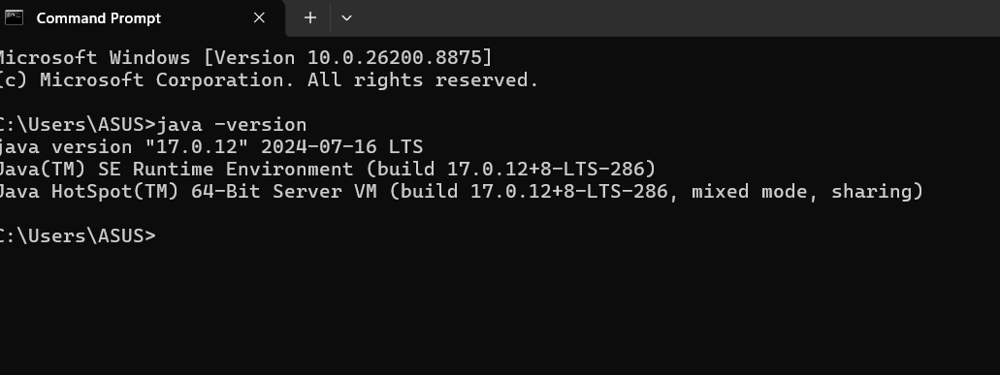 Command Prompt
Microsoft Windows [Version 10.0.26200.8875]
(c) Microsoft Corporation. All rights reserved.
C:\Users\ASUS>java -version
java version "17.0.12" 2024-07-16 LTS
Java(TM) SE Runtime Environment (build 17.0.12+8-LTS-286)
Java HotSpot(TM) 64-Bit Server VM (build 17.0.12+8-LTS-286, mixed mode, sharing)
C:\Users\ASUS>